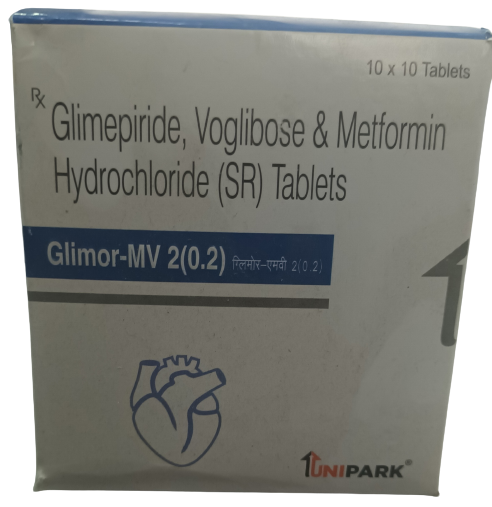 10 x 10 Tablets
Rx
Glimepiride, Voglibose & Metformin
Hydrochloride (SR) Tablets
Glimor-MV 2(0.2) ग्लिमोर-एमवी 2(0.2)
UNIPARK®